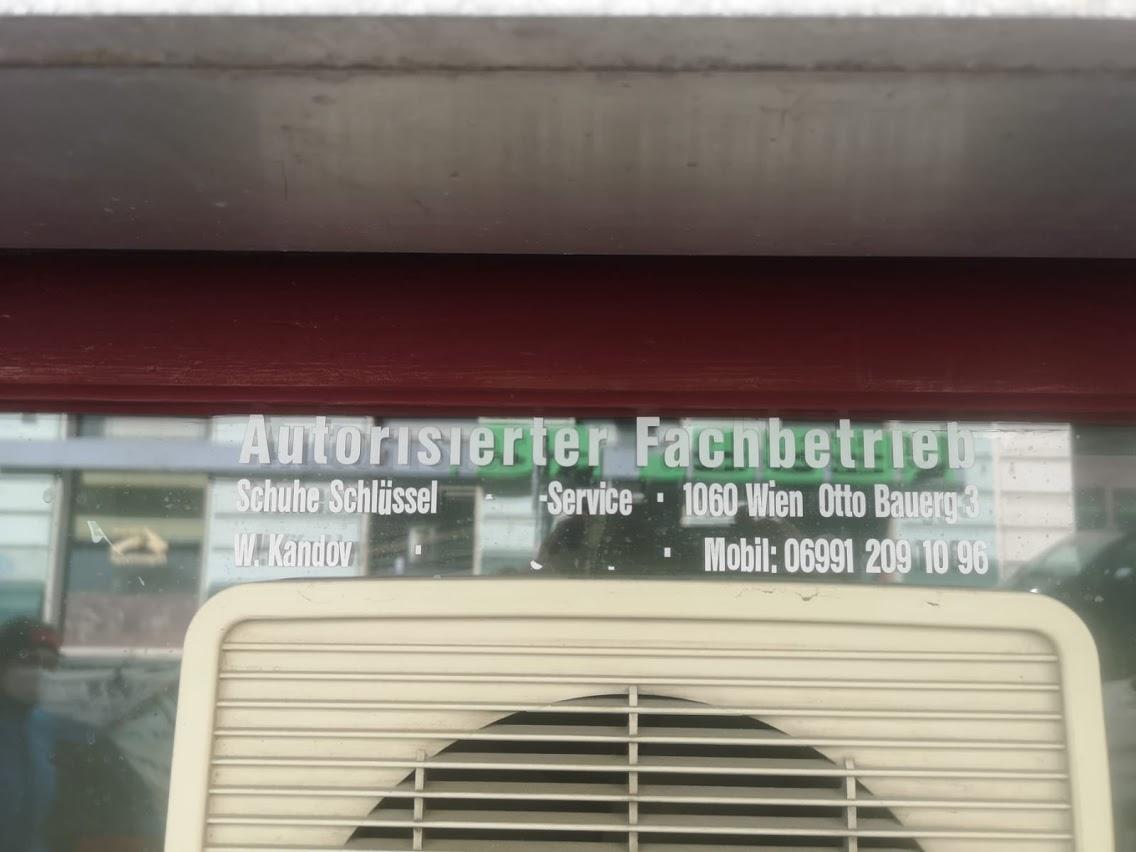 Autorisierter Fachbetrieb
Schuhe Schlüssel - -Service · 1060 Wien Otto Bauerg 3
W. Kandov · · Mobil: 06991 209 10 96